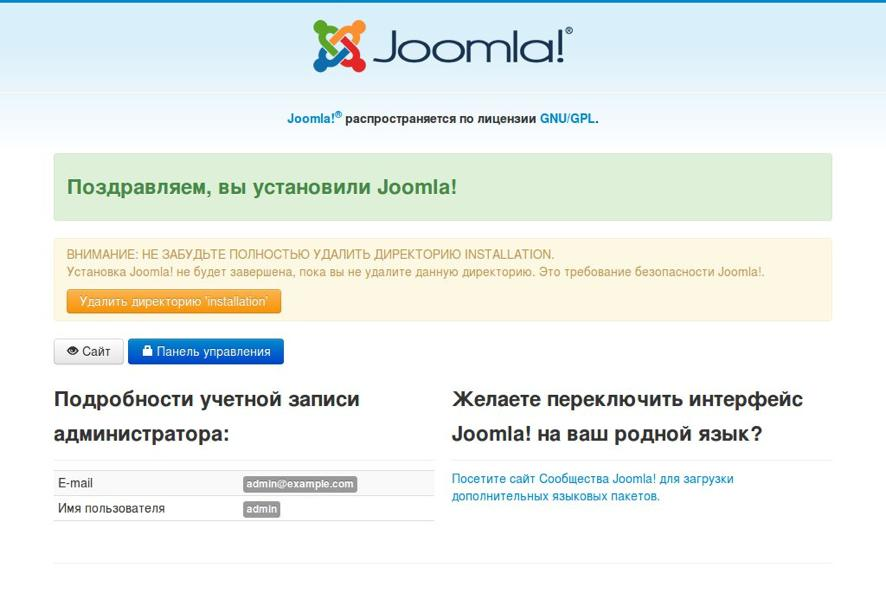 Joomla!®
Joomla!® распространяется по лицензии GNU/GPL.
Поздравляем, вы установили Joomla!
ВНИМАНИЕ: НЕ ЗАБУДЬТЕ ПОЛНОСТЬЮ УДАЛИТЬ ДИРЕКТОРИЮ INSTALLATION.
Установка Joomla! не будет завершена, пока вы не удалите данную директорию. Это требование безопасности Joomla!.
Удалить директорию 'installation'
Сайт
Панель управления
Подробности учетной записи
администратора:
E-mail
admin@example.com
Имя пользователя
admin
Желаете переключить интерфейс
Joomla! на ваш родной язык?
Посетите сайт Сообщества Joomla! для загрузки
дополнительных языковых пакетов.